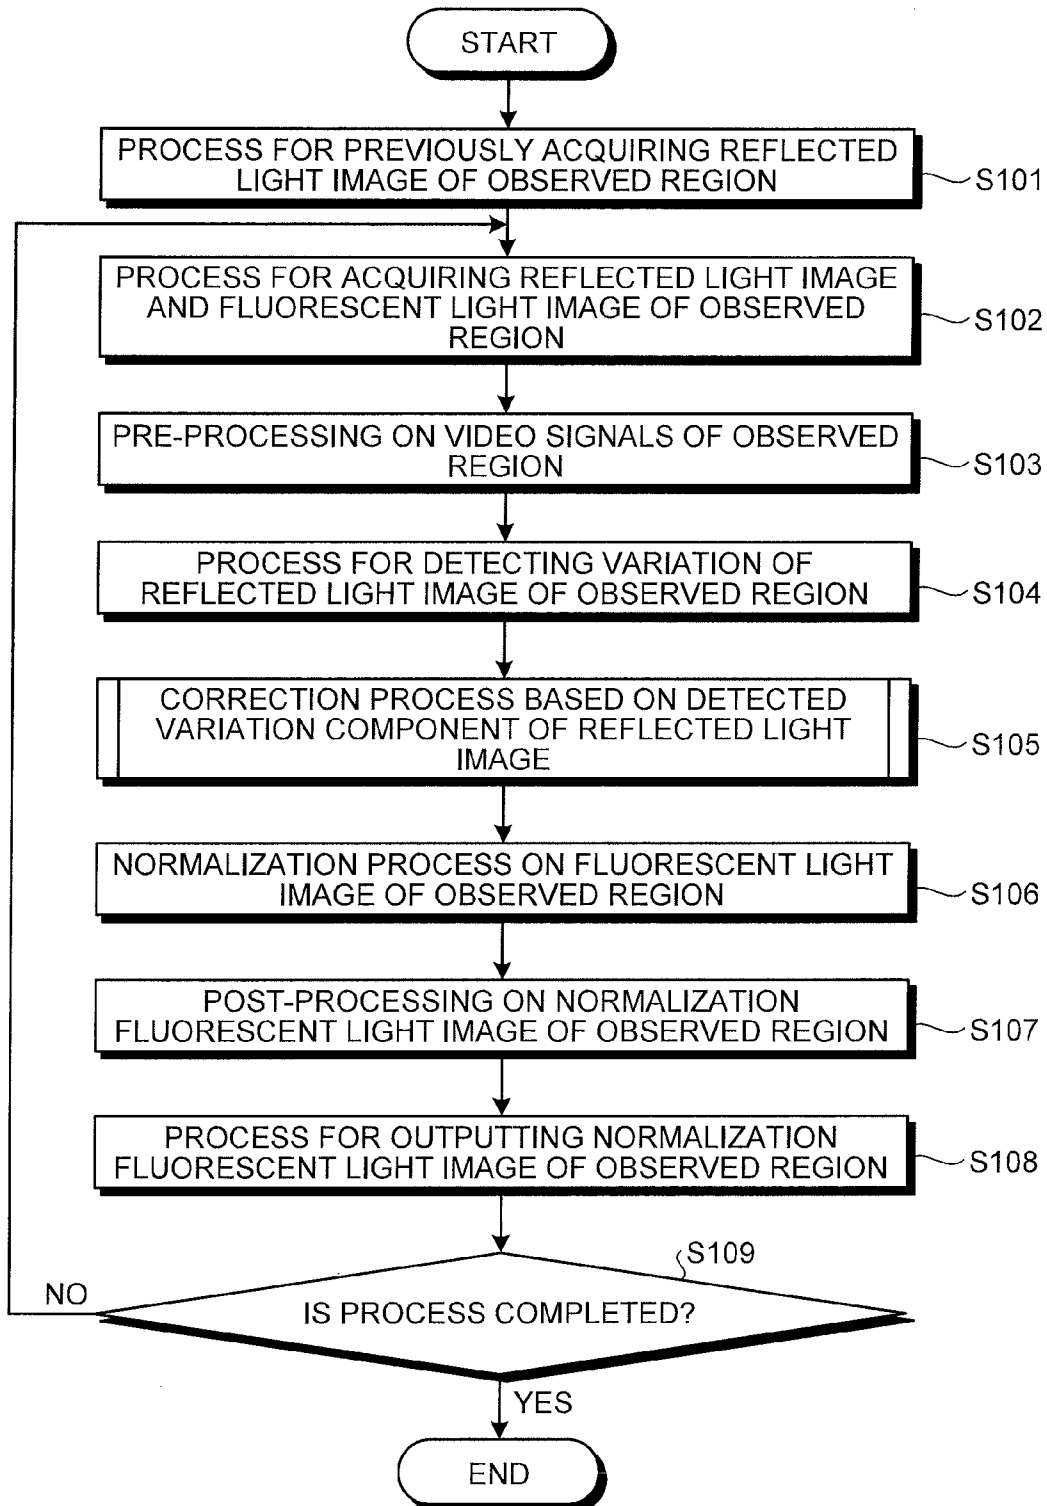 START
PROCESS FOR PREVIOUSLY ACQUIRING REFLECTED
LIGHT IMAGE OF OBSERVED REGION
S101
PROCESS FOR ACQUIRING REFLECTED LIGHT IMAGE
AND FLUORESCENT LIGHT IMAGE OF OBSERVED
REGION
S102
PRE-PROCESSING ON VIDEO SIGNALS OF OBSERVED
REGION
S103
PROCESS FOR DETECTING VARIATION OF
REFLECTED LIGHT IMAGE OF OBSERVED REGION
S104
CORRECTION PROCESS BASED ON DETECTED
VARIATION COMPONENT OF REFLECTED LIGHT
IMAGE
S105
NORMALIZATION PROCESS ON FLUORESCENT LIGHT
IMAGE OF OBSERVED REGION
S106
POST-PROCESSING ON NORMALIZATION
FLUORESCENT LIGHT IMAGE OF OBSERVED REGION
S107
PROCESS FOR OUTPUTTING NORMALIZATION
FLUORESCENT LIGHT IMAGE OF OBSERVED REGION
S108
S109
NO
IS PROCESS COMPLETED?
YES
END